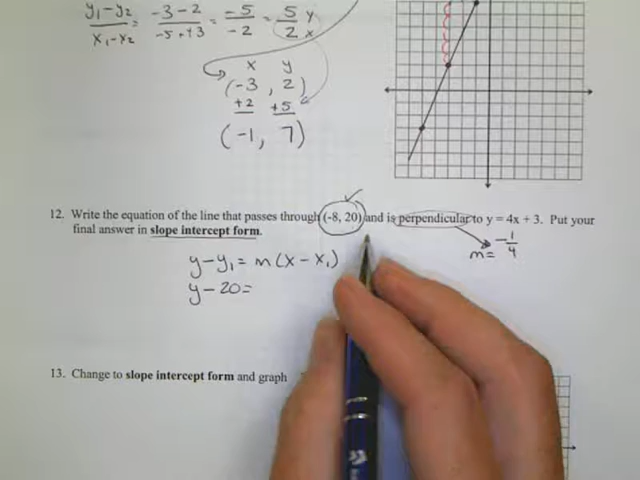 y₁-y₂ / x₁-x₂ = -3-2 / -5+3 = -5 / -2 = 5 y / 2 x
x y
(-3, 2)
+2 +5
(-1, 7)
12. Write the equation of the line that passes through (-8, 20) and is perpendicular to y = 4x + 3. Put your
final answer in slope intercept form.
m= -1/4
y-y₁ = m(x-x₁)
y-20=
13. Change to slope intercept form and graph